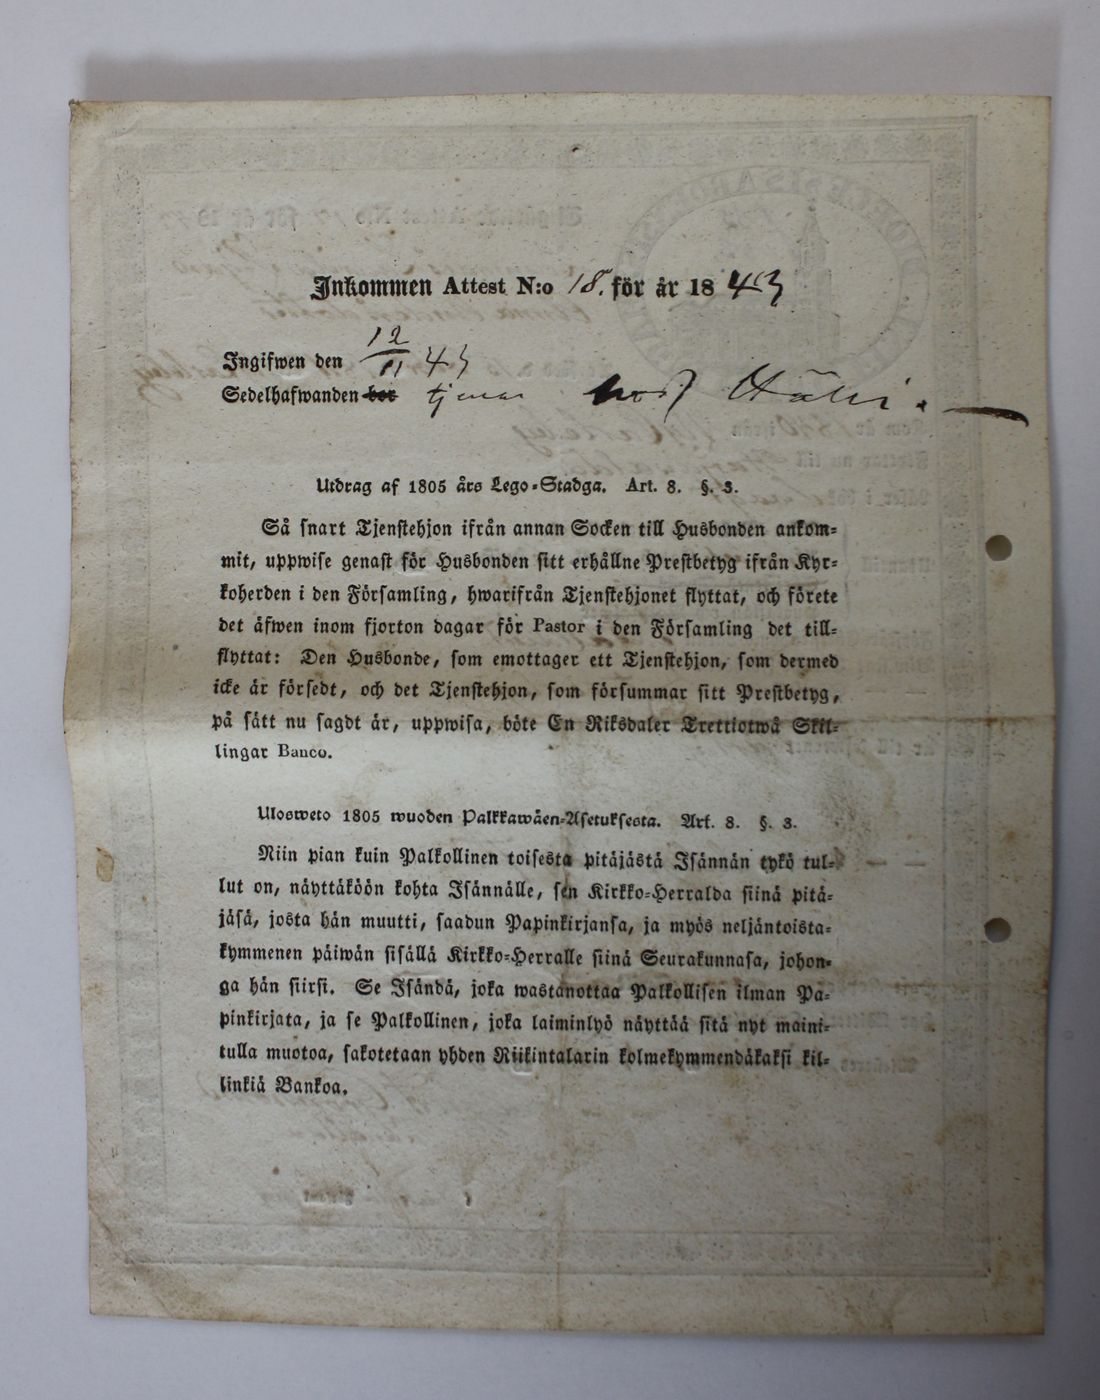 Inkommen Attest N:o 18. för år 1843
Ingifwen den 12/11 43
Sedelhafwanden bor tjenar hos
Utdrag af 1805 års Lego-Stadga. Art. 8. §. 3.
Så snart Tjenstehjon ifrån annan Socken till Husbonden ankom-
mit, uppwise genast för Husbonden sitt erhållne Prestbetyg ifrån Kyr-
koherden i den Församling, hwarifrån Tjenstehjonet flyttat, och förete
det äfwen inom fjorton dagar för Pastor i den Församling det till-
flyttat: Den Husbonde, som emottager ett Tjenstehjon, som dermed
icke är försedt, och det Tjenstehjon, som försummar sitt Prestbetyg,
på sätt nu sagdt är, uppwisa, böte En Riksdaler Trettiotwå Skil-
lingar Banco.
Ulosweto 1805 wuoden Palkkawäen-Asetuksesta. Art. 8. §. 3.
Niin pian kuin Palkollinen toisesta pitäjästä Isännän tykö tul-
lut on, näyttäköön kohta Isännälle, sen Kirkko-Herralda siinä pitä-
jäsä, josta hän muutti, saadun Papinkirjansa, ja myös neljäntoista-
kymmenen päiwän sisällä Kirkko-Herralle siinä Seurakunnasa, johon-
ga hän siirsi. Se Isändä, joka wastanottaa Palkollisen ilman Pa-
pinkirjata, ja se Palkollinen, joka laiminlyö näyttää sitä nyt maini-
tulla muotoa, sakotetaan yhden Riikintalarin kolmekymmendäkaksi kil-
linkiä Bankoa.